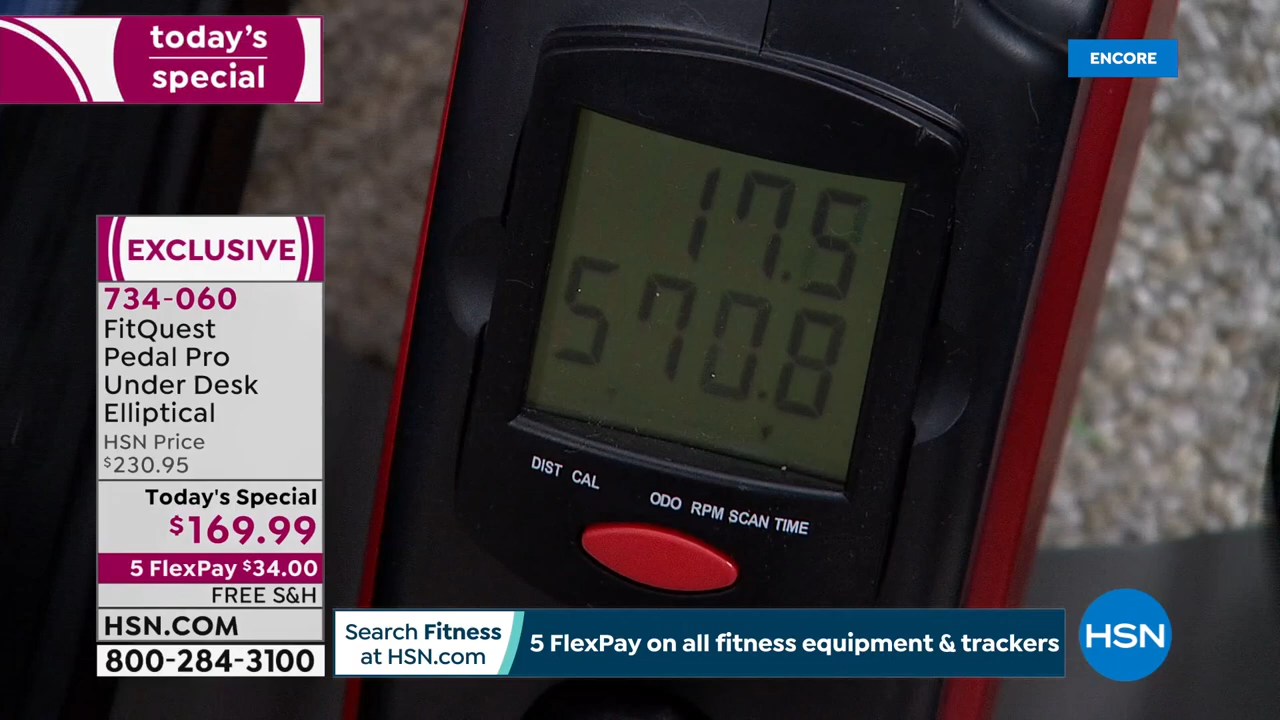 today's
special
ENCORE
17.9
570.8
DIST CAL
ODO RPM SCAN TIME
EXCLUSIVE
734-060
FitQuest
Pedal Pro
Under Desk
Elliptical
HSN Price
$230.95
Today's Special
$169.99
5 FlexPay $34.00
FREE S&H
HSN.COM
800-284-3100
Search Fitness
at HSN.com
5 FlexPay on all fitness equipment & trackers
HSN